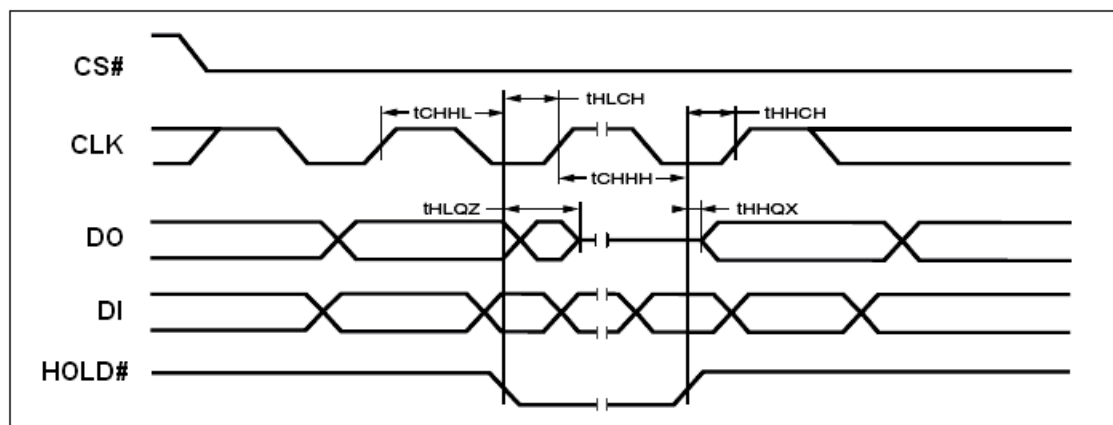 CS#
tHLCH
tCHHL
tHHCH
CLK
tCHHH
tHLQZ
tHHQX
DO
DI
HOLD#